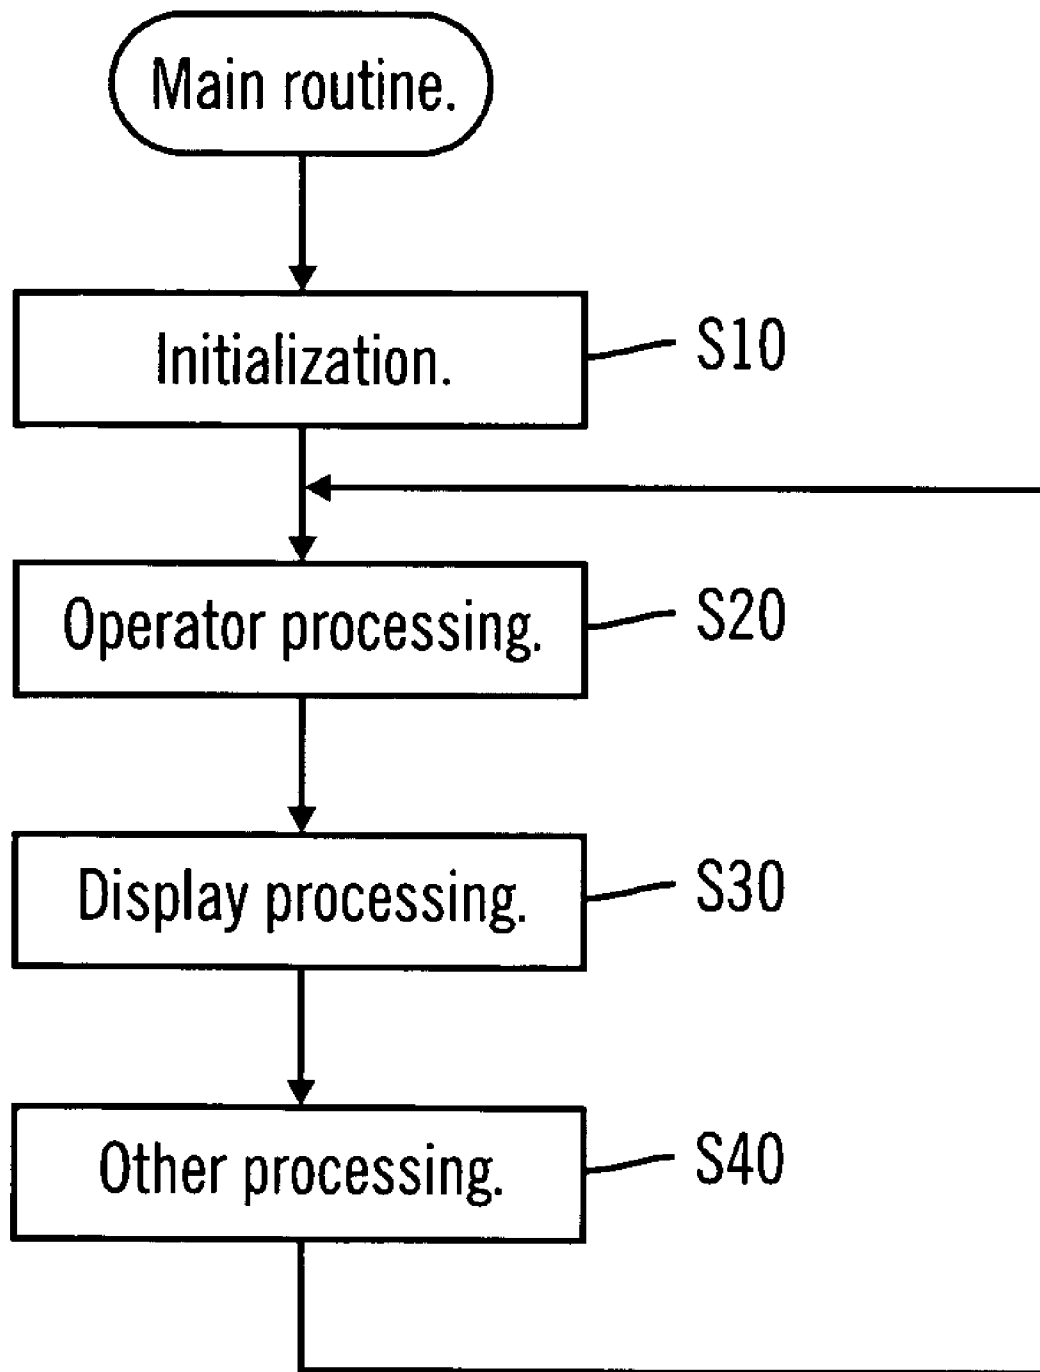 Main routine.
Initialization.
S10
Operator processing.
S20
Display processing.
S30
Other processing.
S40